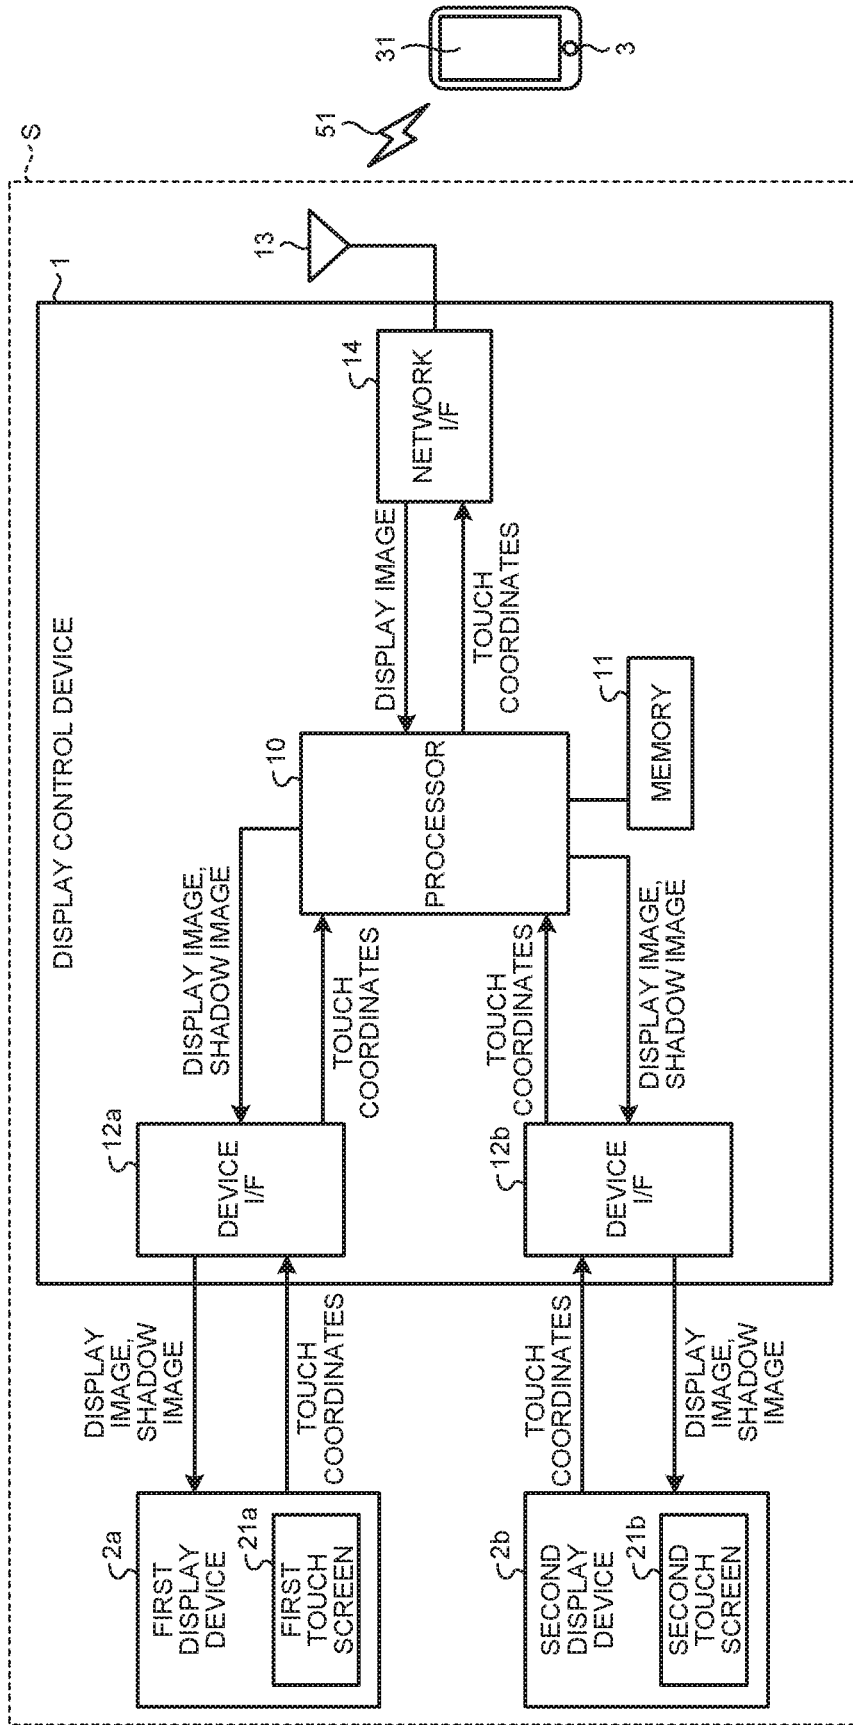 S
51
31
3
1
DISPLAY CONTROL DEVICE
13
14
NETWORK
I/F
DISPLAY IMAGE
TOUCH
COORDINATES
10
PROCESSOR
11
MEMORY
DISPLAY IMAGE,
SHADOW IMAGE
TOUCH
COORDINATES
TOUCH
COORDINATES
DISPLAY IMAGE,
SHADOW IMAGE
12a
DEVICE
I/F
12b
DEVICE
I/F
DISPLAY
IMAGE,
SHADOW
IMAGE
TOUCH
COORDINATES
TOUCH
COORDINATES
DISPLAY
IMAGE,
SHADOW
IMAGE
2a
FIRST
DISPLAY
DEVICE
21a
FIRST
TOUCH
SCREEN
2b
SECOND
DISPLAY
DEVICE
21b
SECOND
TOUCH
SCREEN